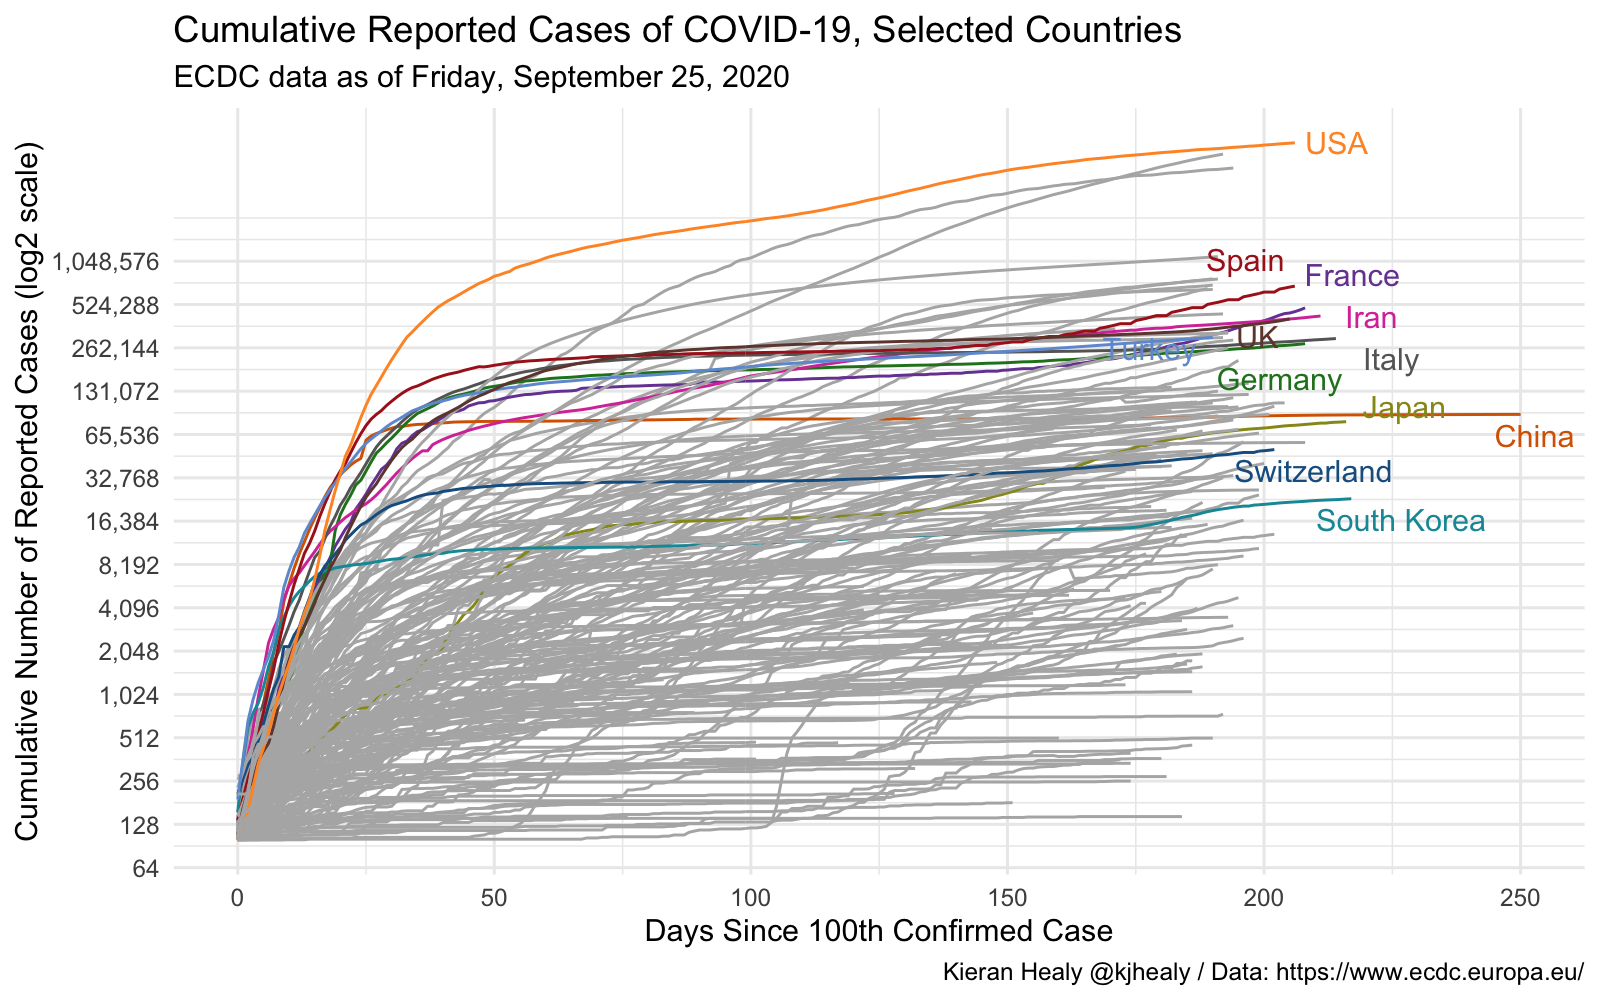 Cumulative Reported Cases of COVID-19, Selected Countries
ECDC data as of Friday, September 25, 2020
Cumulative Number of Reported Cases (log2 scale)
USA
1,048,576
Spain
France
524,288
Iran
262,144
UK
Turkey
Italy
131,072
Germany
Japan
65,536
China
32,768
Switzerland
16,384
South Korea
8,192
4,096
2,048
1,024
512
256
128
64
0 50 100 150 200 250
Days Since 100th Confirmed Case
Kieran Healy @kjhealy / Data: https://www.ecdc.europa.eu/